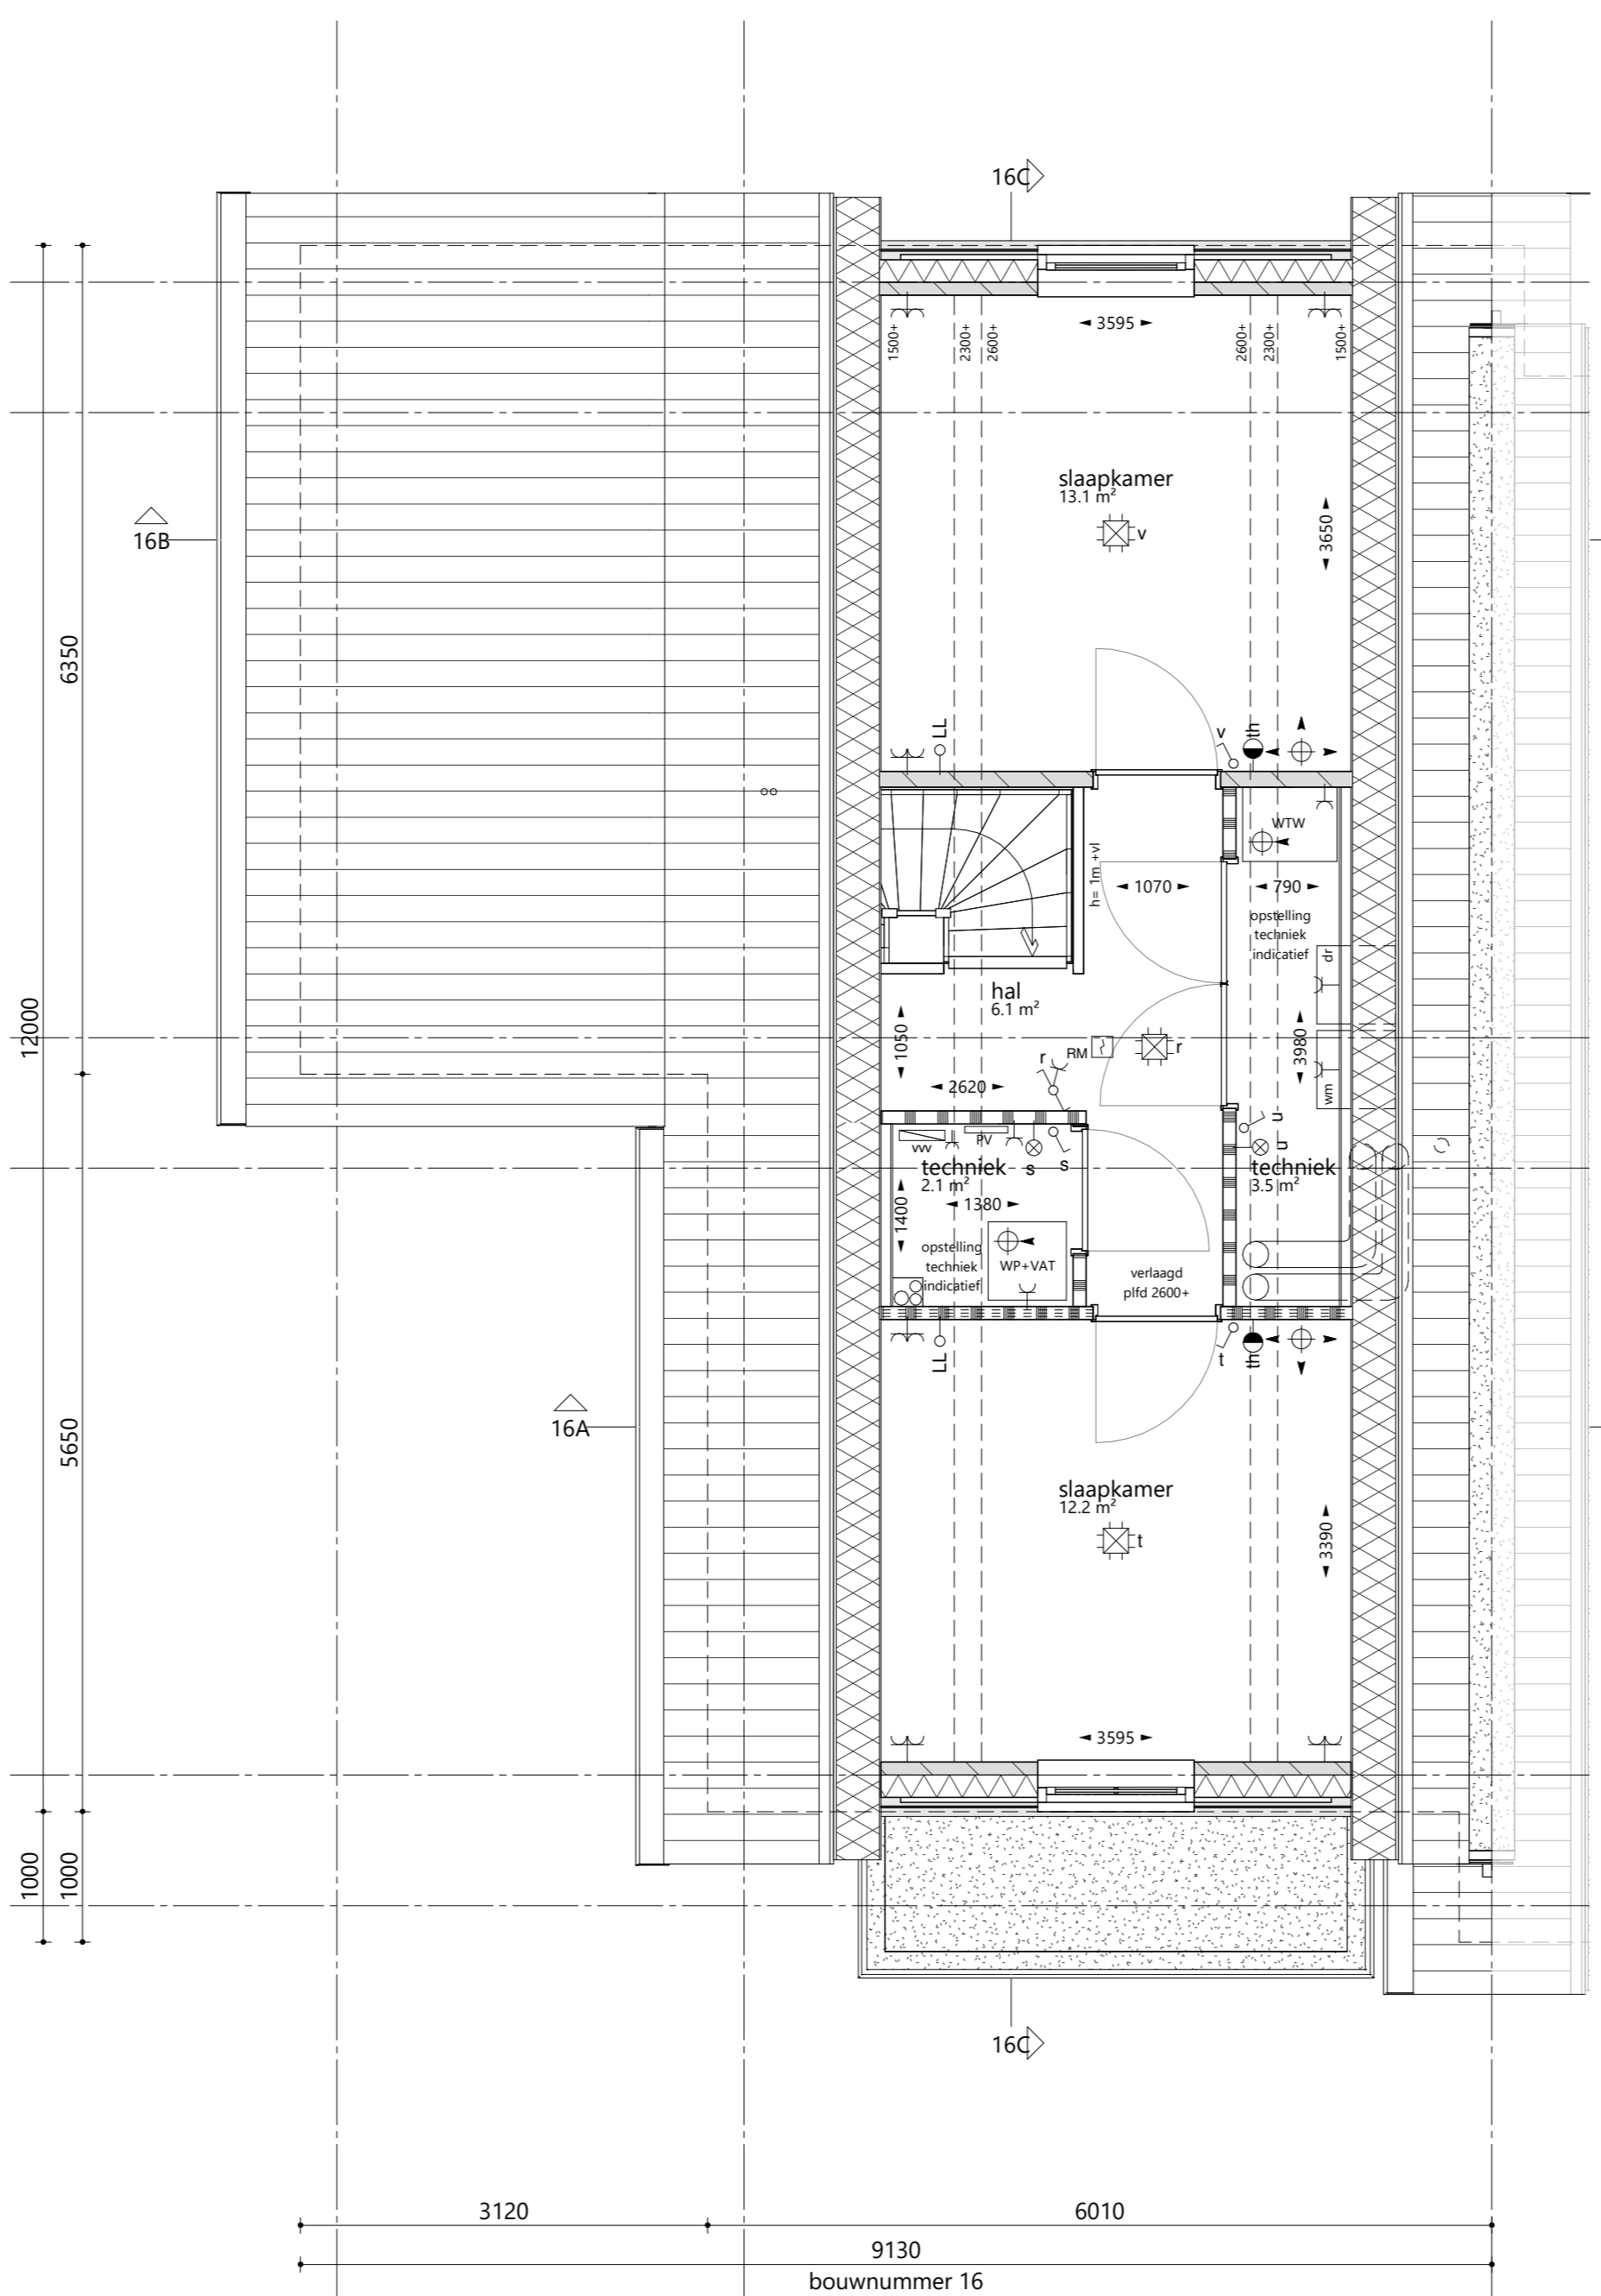 16C
3595
1500+
2300+
2600+
2600+
2300+
1500+
slaapkamer
13.1 m²
v
3650
16B
6350
12000
LL
v
th
WTW
h= 1m +vl
1070
790
opstelling
techniek
indicatief
dr
hal
6.1 m²
1050
RM
r
r
3980
2620
wm
vvv
PV
s
s
u
u
techniek
2.1 m²
techniek
3.5 m²
1400
1380
opstelling
techniek
indicatief
WP+VAT
verlaagd
plfd 2600+
LL
t
th
16A
5650
slaapkamer
12.2 m²
t
3390
3595
1000
1000
16C
3120
6010
9130
bouwnummer 16